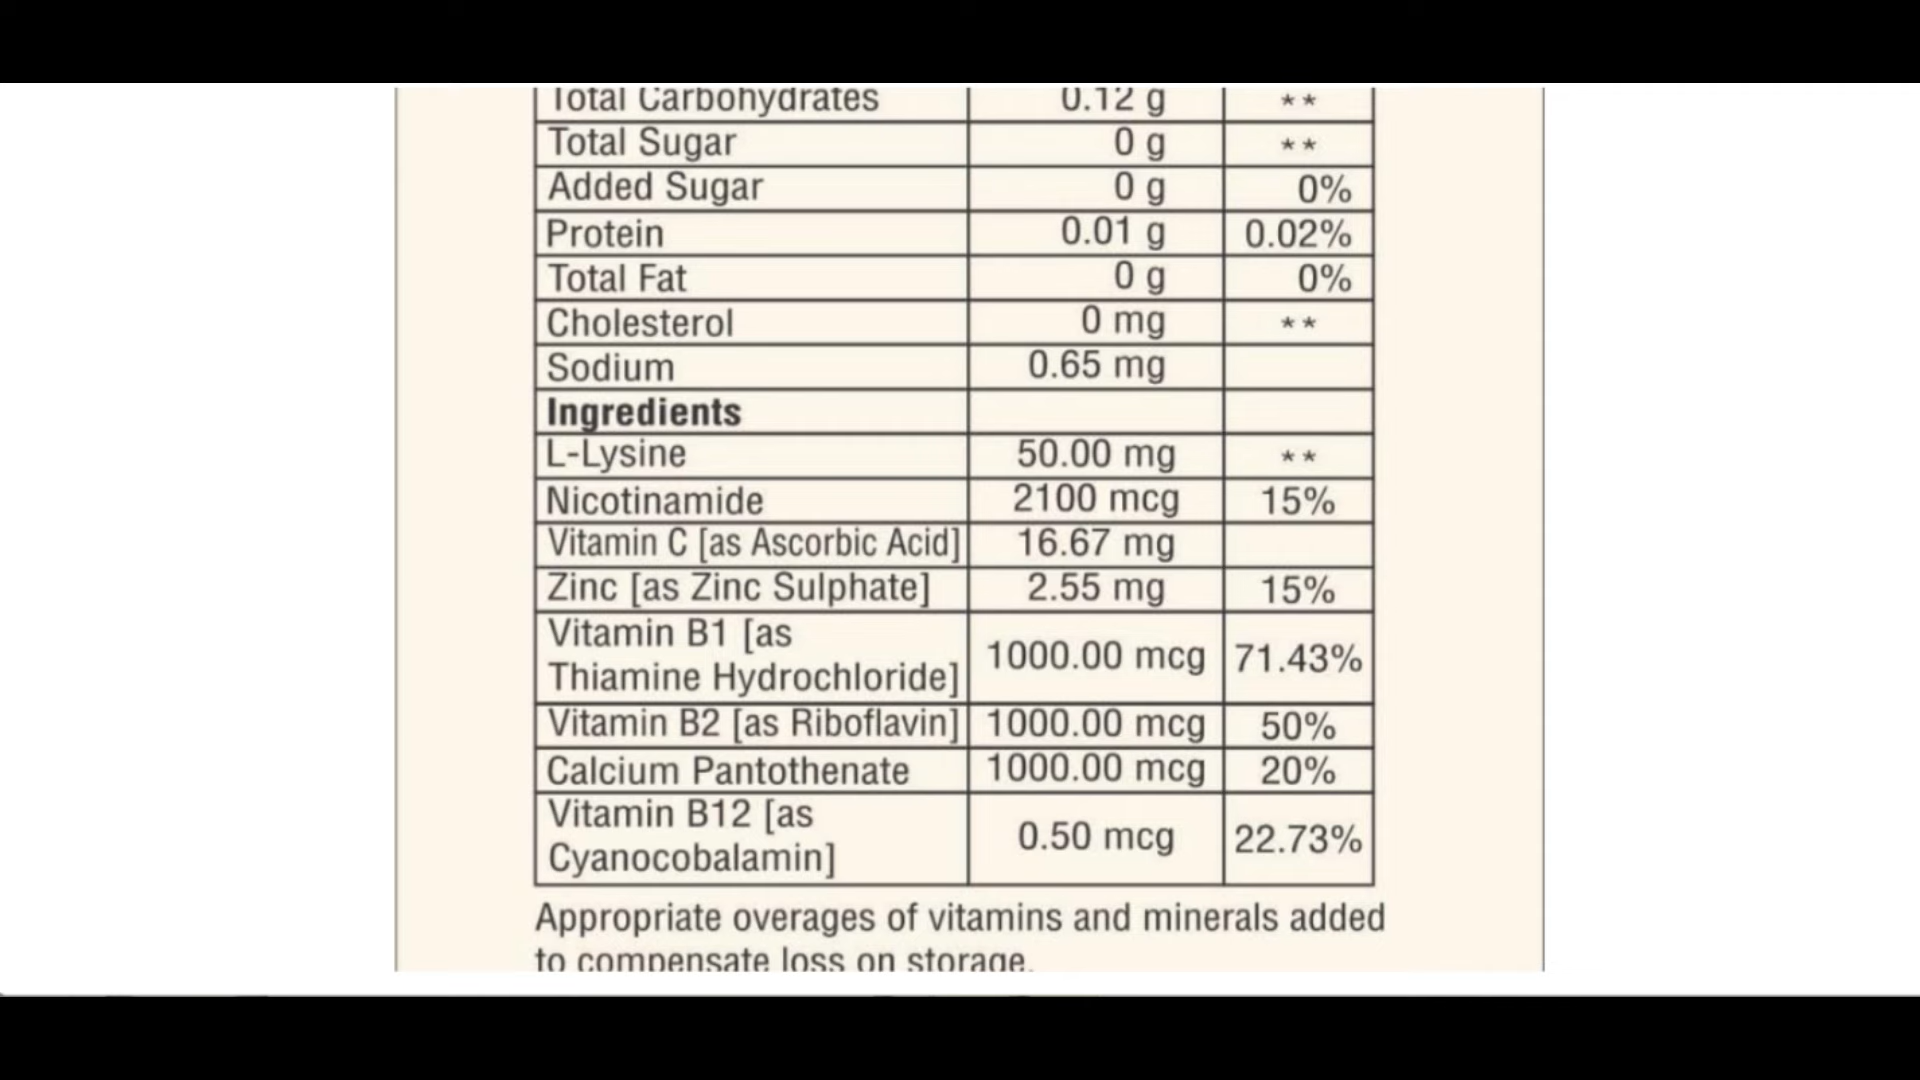 Total Carbohydrates 0.12 g **
Total Sugar 0 g **
Added Sugar 0 g 0%
Protein 0.01 g 0.02%
Total Fat 0 g 0%
Cholesterol 0 mg **
Sodium 0.65 mg
Ingredients
L-Lysine 50.00 mg **
Nicotinamide 2100 mcg 15%
Vitamin C [as Ascorbic Acid] 16.67 mg
Zinc [as Zinc Sulphate] 2.55 mg 15%
Vitamin B1 [as
Thiamine Hydrochloride] 1000.00 mcg 71.43%
Vitamin B2 [as Riboflavin] 1000.00 mcg 50%
Calcium Pantothenate 1000.00 mcg 20%
Vitamin B12 [as
Cyanocobalamin] 0.50 mcg 22.73%
Appropriate overages of vitamins and minerals added
to compensate loss on storage.